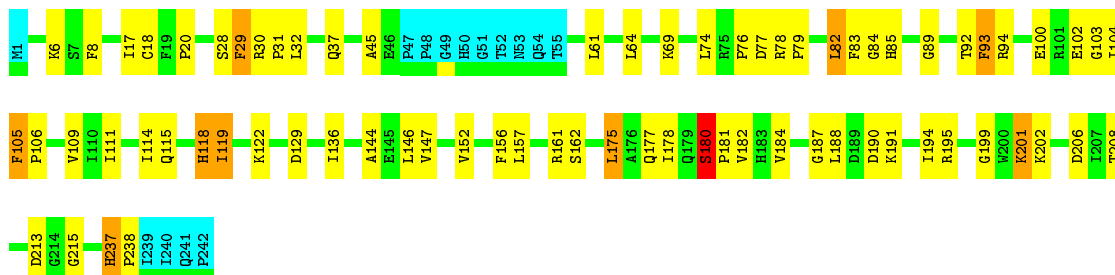 M1 K6 S7 F8 I17 C18 F19 P20 S28 F29 R30 P31 L32 Q37 A45 E46 P47 P48 G49 H50 G51 T52 N53 Q54 T55 L61 L64 K69 L74 R75 P76 D77 R78 P79 L82 F83 G84 H85 G89 T92 F93 R94 E100 R101 E102 G103 I104
F105 P106 V109 I110 I111 I114 Q115 H118 I119 K122 D129 I136 A144 E145 L146 V147 V152 F156 L157 R161 S162 L175 A176 Q177 I178 Q179 S180 P181 V182 H183 V184 G187 L188 D189 D190 K191 I194 R195 G199 W200 K201 K202 D206 I207 T208
D213 G214 G215 H237 P238 I239 I240 Q241 P242